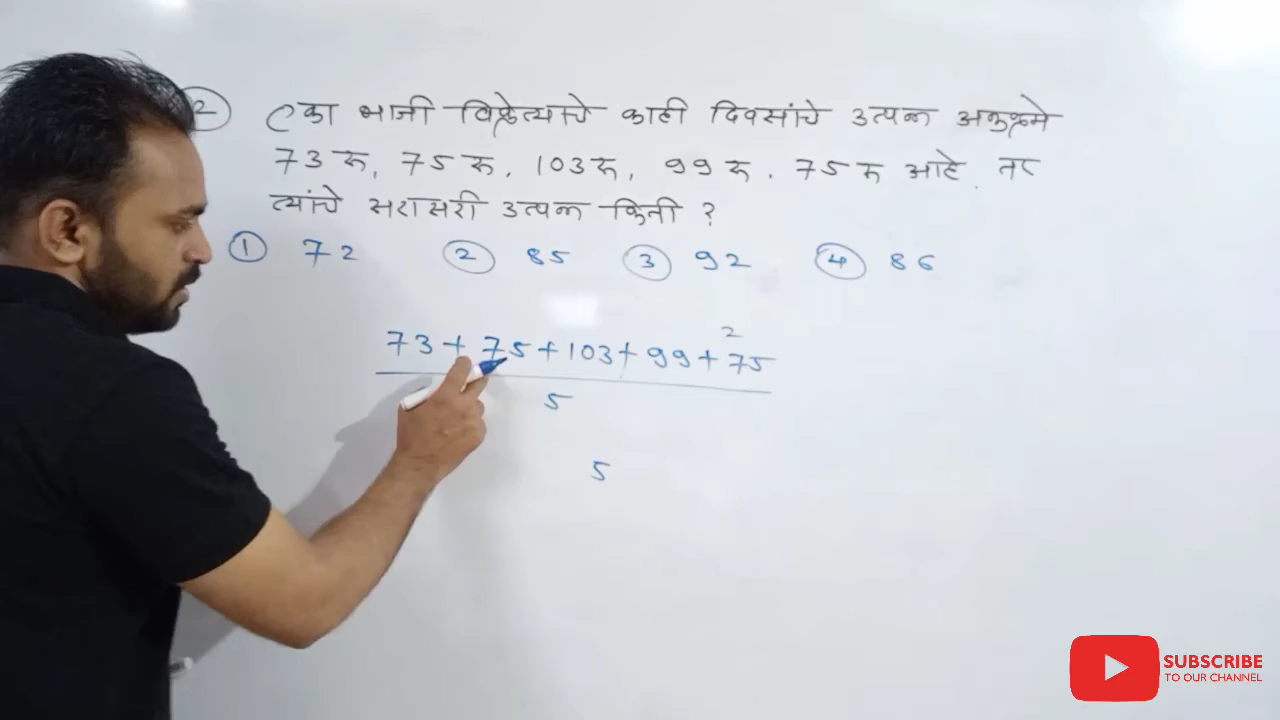 2 एका भाजी विक्रेत्याचे काही दिवसांचे उत्पन्न अनुक्रमे
73 रू, 75 रू, 103 रू, 99 रू, 75 रू आहे. तर
त्यांचे सरासरी उत्पन्न किती ?
1 72 2 85 3 92 4 86
2
73 + 75 + 103 + 99 + 75
5
5
SUBSCRIBE
TO OUR CHANNEL